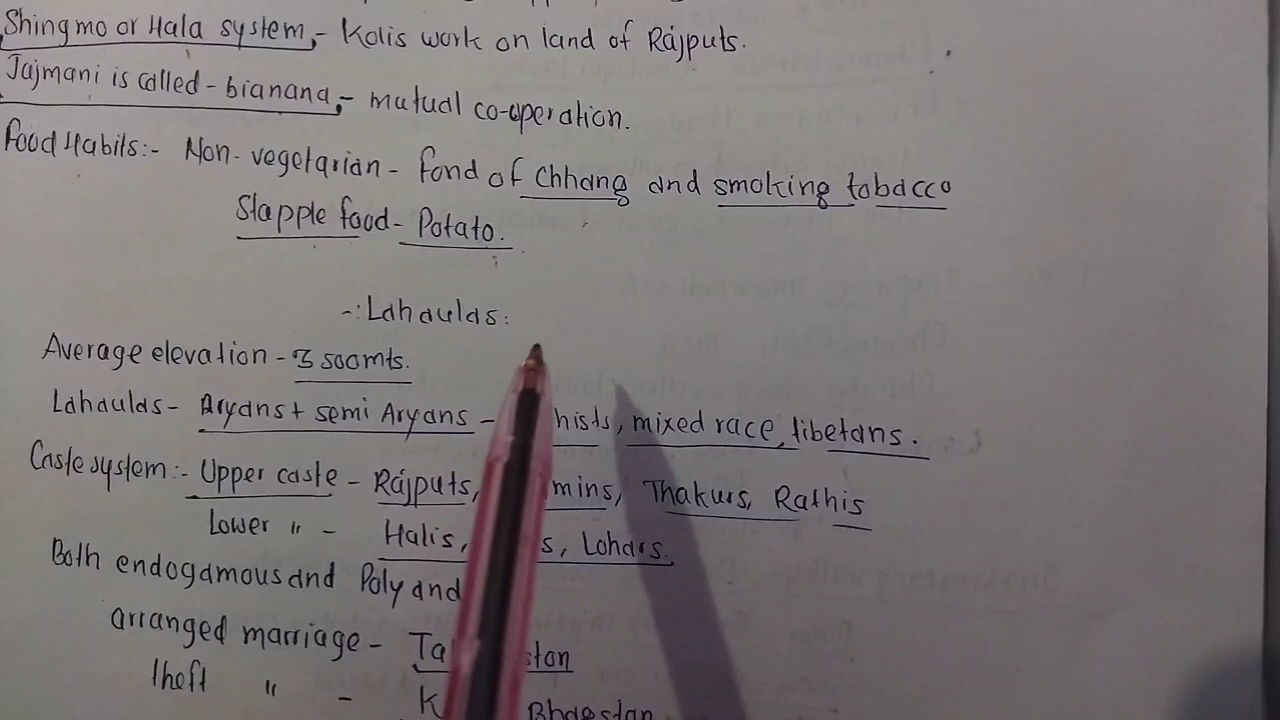 Shingmo or Hala system,- Kolis work on land of Rajputs.
Jajmani is called - bianana,- mutual co-operation.
Food Habits:- Non-vegetarian - fond of Chhang and smoking tobacco
Stapple food- Potato.
-:Lahaulas:
Average elevation - 3500mts.
Lahaulas- Aryans + semi Aryans - hists, mixed race, tibetans.
Caste system:- Upper caste - Rajputs, mins, Thakurs, Rathis
Lower " - Halis, s, Lohars.
Both endogamous and Polyand
arranged marriage - Ta ston
theft " - K Bhagstan